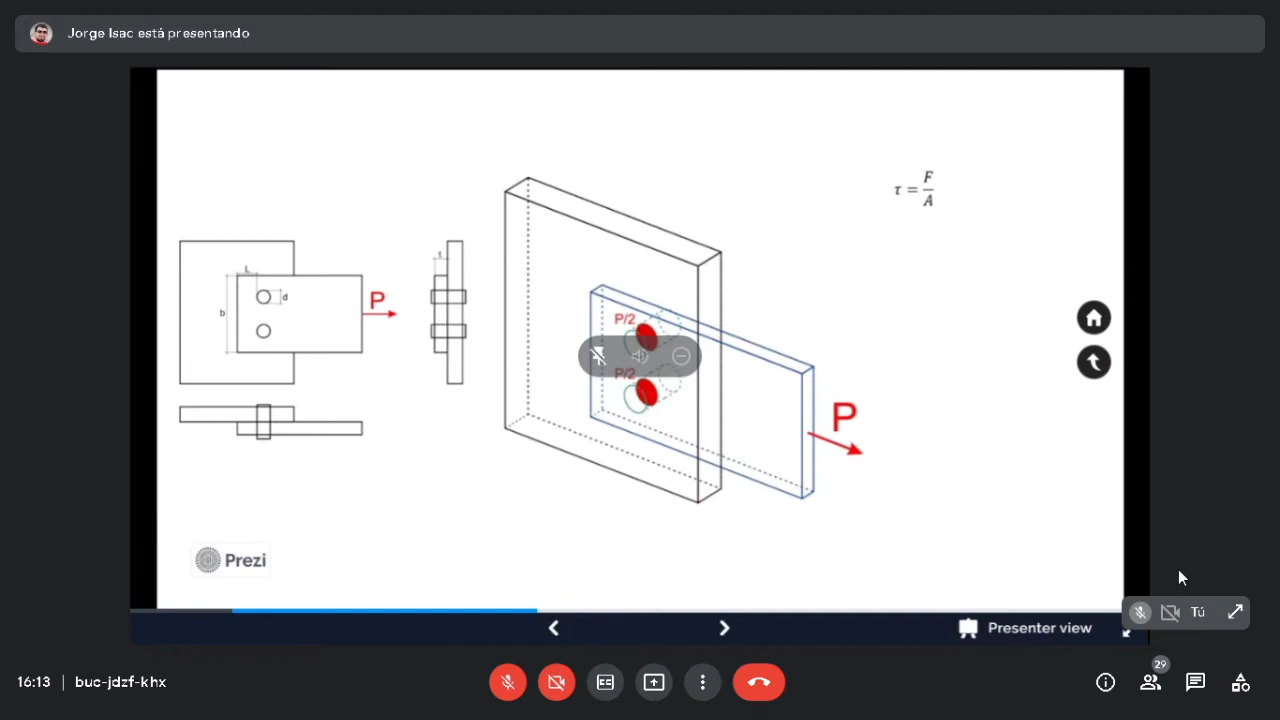 Jorge Isac está presentando
τ = F/A
L
d
b
P
t
P/2
P/2
P
Prezi
Presenter view
Tú
16:13 | buc-jdzf-khx
29